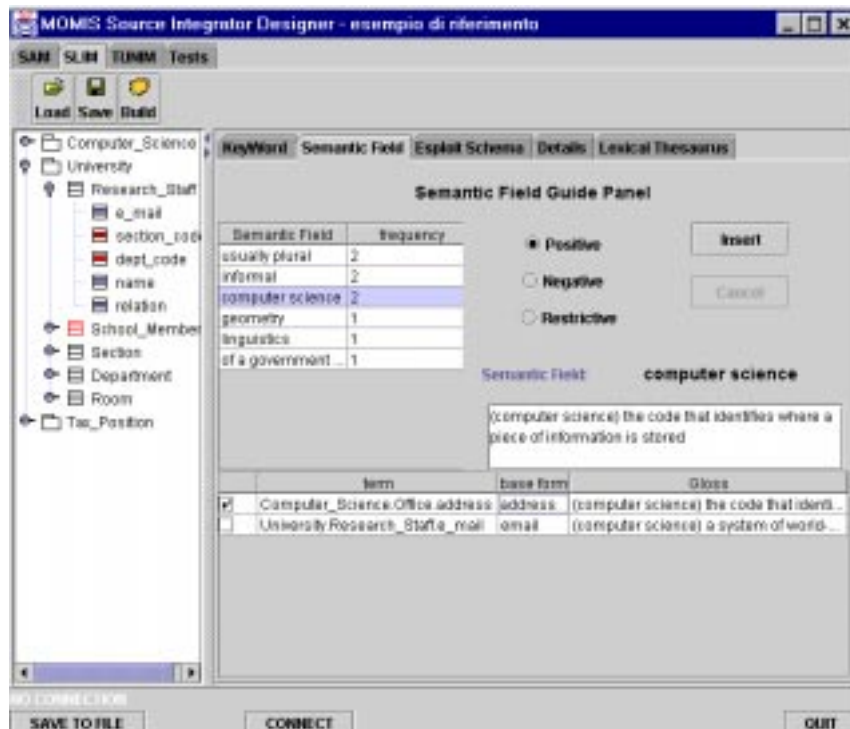 MOMIS Source Integrator Designer - esempio di riferimento
SAM SLIM TUNIM Tests
Load Save Build
Computer_Science
University
Research_Staff
e_mail
section_code
dept_code
name
relation
School_Member
Section
Department
Room
Tax_Position
KeyWord Semantic Field Exploit Schema Details Lexical Thesaurus
Semantic Field Guide Panel
Semantic Field frequency
usually plural 2
informal 2
computer science 2
geometry 1
linguistics 1
of a government ... 1
Positive
Negative
Restrictive
Insert
Cancel
Semantic Field: computer science
(computer science) the code that identifies where a
piece of information is stored
term base form Gloss
Computer_Science.Office.address address (computer science) the code that identi...
University.Research_Staff.e_mail email (computer science) a system of world-...
NO CONNECTION
SAVE TO FILE CONNECT QUIT